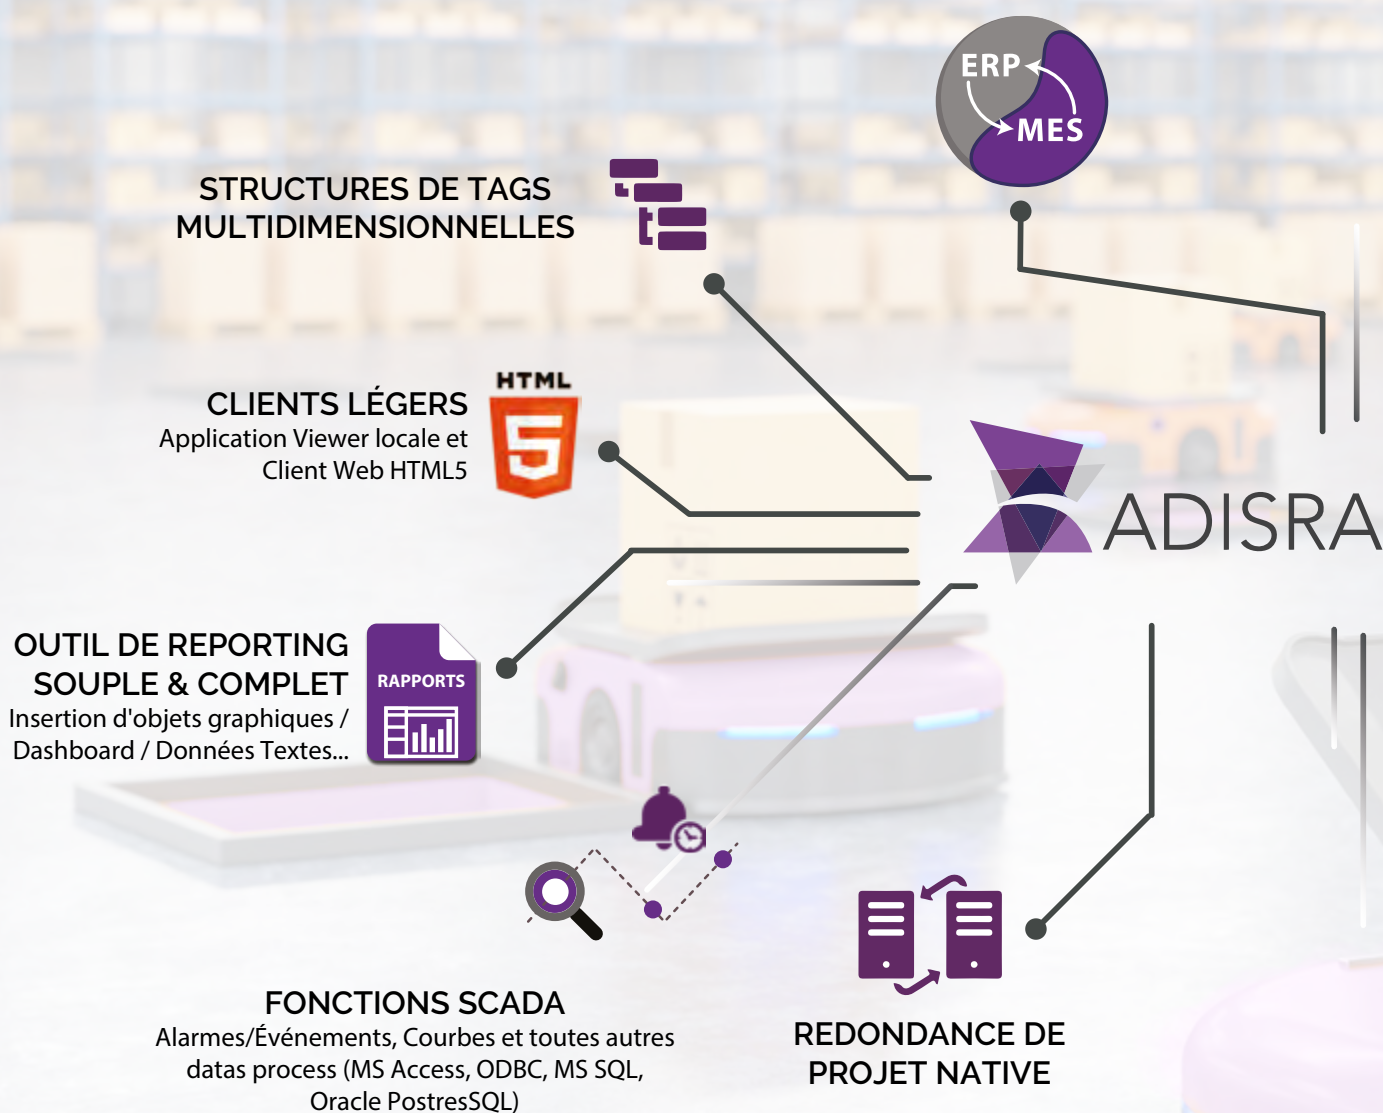 ERP
MES
STRUCTURES DE TAGS
MULTIDIMENSIONNELLES
HTML
5
CLIENTS LÉGERS
Application Viewer locale et
Client Web HTML5
ADISRA
OUTIL DE REPORTING
SOUPLE & COMPLET
Insertion d'objets graphiques /
Dashboard / Données Textes...
RAPPORTS
FONCTIONS SCADA
Alarmes/Événements, Courbes et toutes autres
datas process (MS Access, ODBC, MS SQL,
Oracle PostresSQL)
REDONDANCE DE
PROJET NATIVE